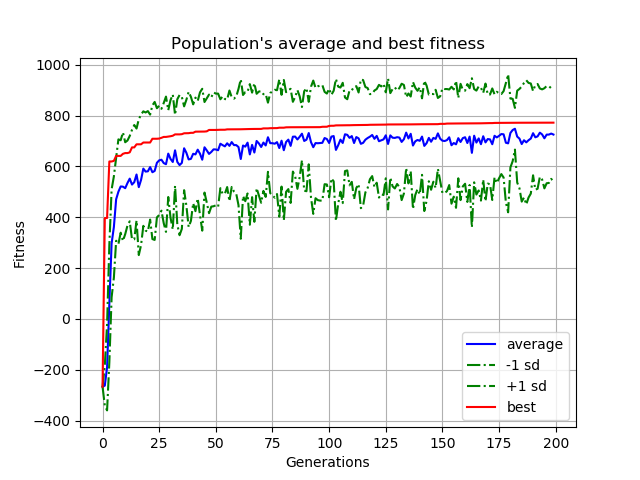 Population's average and best fitness
Fitness
1000
800
600
400
200
0
−200
−400
0 25 50 75 100 125 150 175 200
Generations
average
-1 sd
+1 sd
best